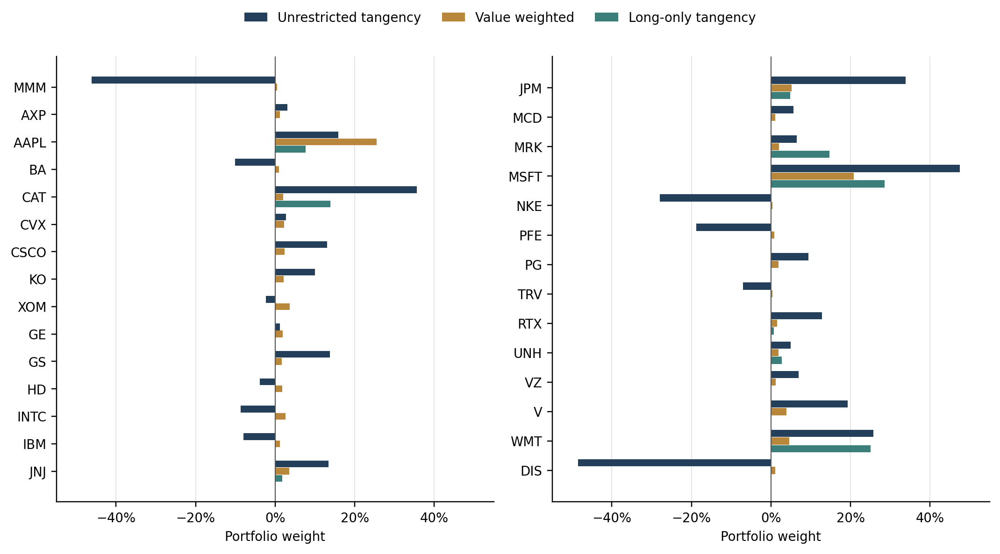 Unrestricted tangency Value weighted Long-only tangency
MMM
AXP
AAPL
BA
CAT
CVX
CSCO
KO
XOM
GE
GS
HD
INTC
IBM
JNJ
−40% −20% 0% 20% 40%
Portfolio weight
JPM
MCD
MRK
MSFT
NKE
PFE
PG
TRV
RTX
UNH
VZ
V
WMT
DIS
−40% −20% 0% 20% 40%
Portfolio weight